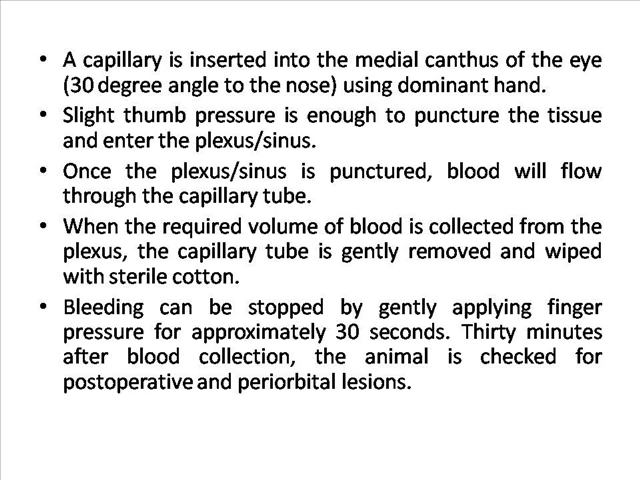 • A capillary is inserted into the medial canthus of the eye
(30 degree angle to the nose) using dominant hand.
• Slight thumb pressure is enough to puncture the tissue
and enter the plexus/sinus.
• Once the plexus/sinus is punctured, blood will flow
through the capillary tube.
• When the required volume of blood is collected from the
plexus, the capillary tube is gently removed and wiped
with sterile cotton.
• Bleeding can be stopped by gently applying finger
pressure for approximately 30 seconds. Thirty minutes
after blood collection, the animal is checked for
postoperative and periorbital lesions.